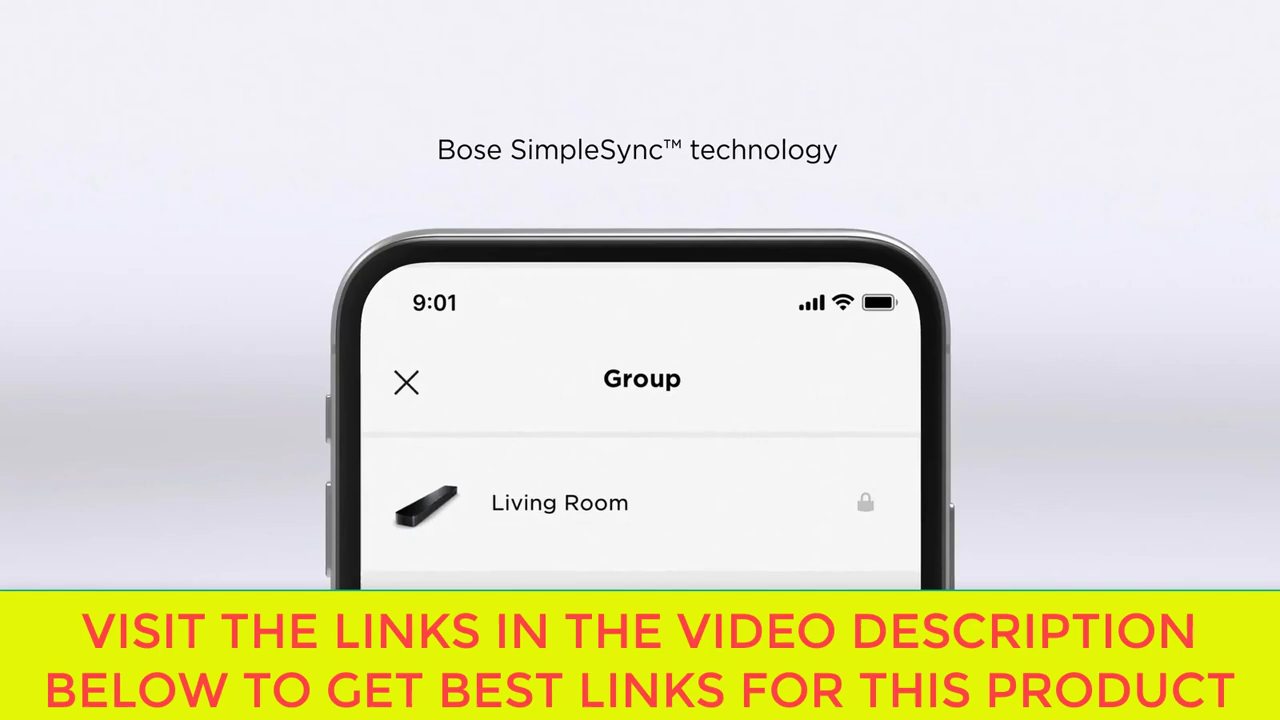 Bose SimpleSync™ technology
9:01
Group
Living Room
VISIT THE LINKS IN THE VIDEO DESCRIPTION
BELOW TO GET BEST LINKS FOR THIS PRODUCT